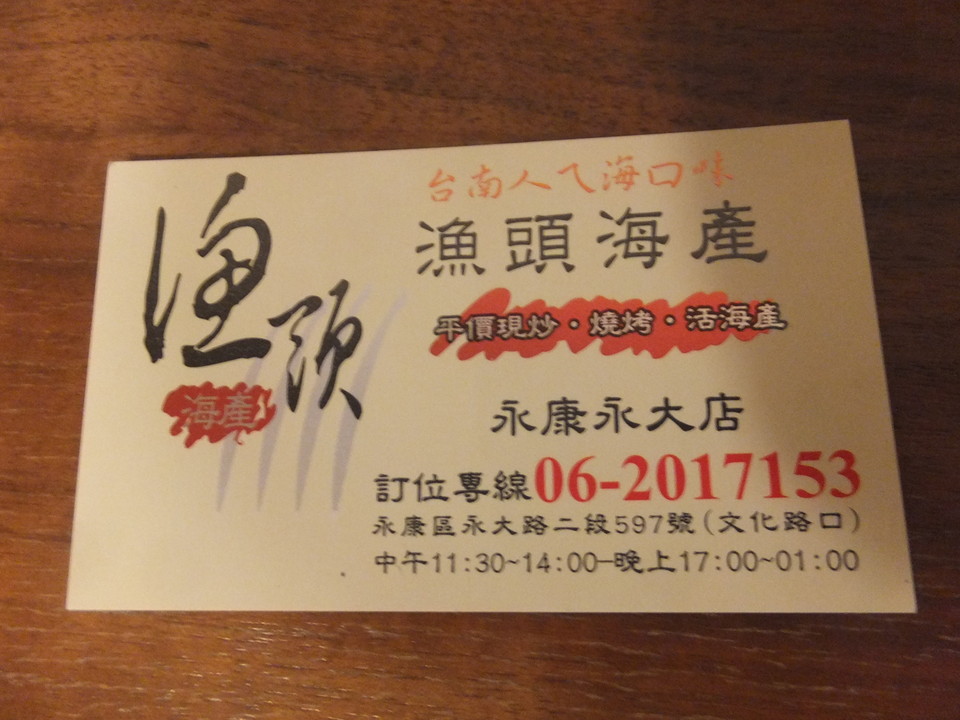 漁頭
海產
台南人ㄟ海口味
漁頭海產
平價現炒·燒烤·活海產
永康永大店
訂位專線06-2017153
永康區永大路二段597號(文化路口)
中午11:30~14:00-晚上17:00~01:00